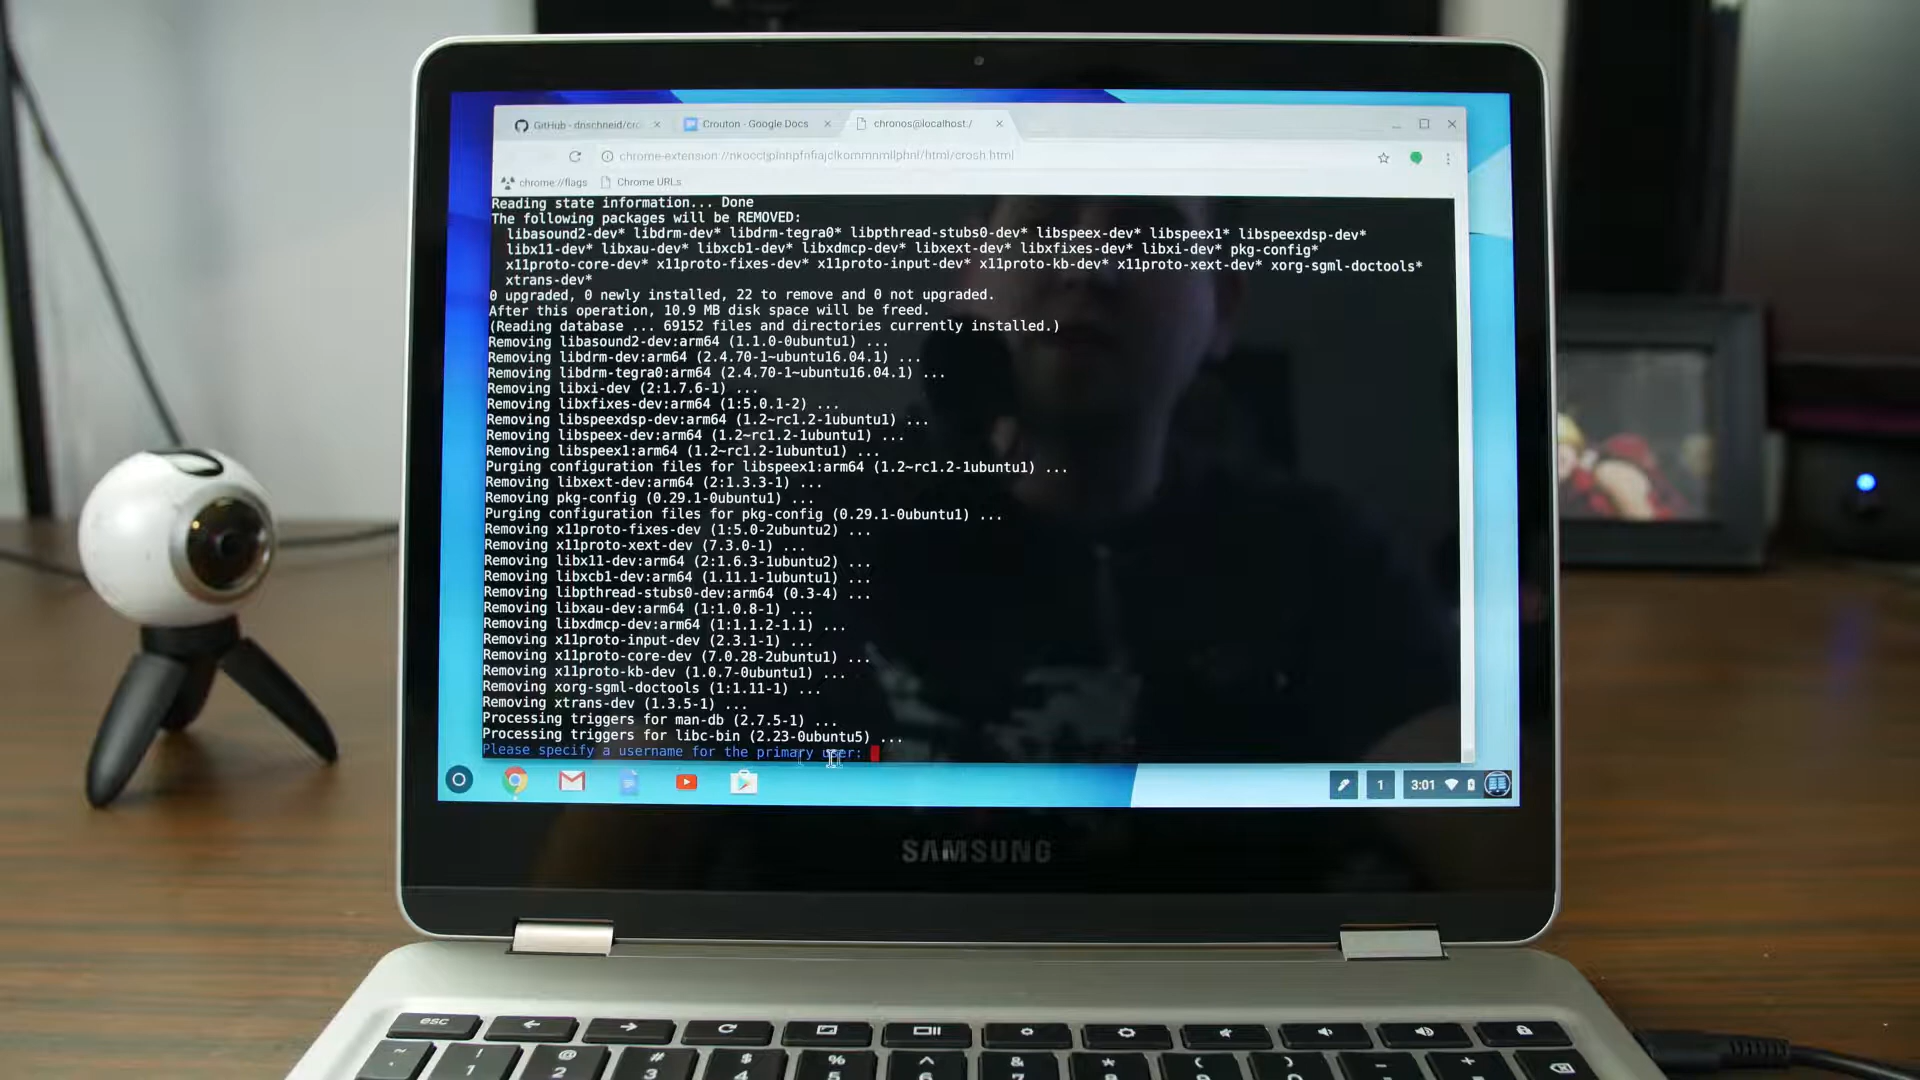 GitHub - dnschneid/cro
Crouton - Google Docs
chronos@localhost:/
chrome://flags
Chrome URLs
Reading state information... Done
The following packages will be REMOVED:
libasound2-dev* libdrm-dev* libdrm-tegra0* libpthread-stubs0-dev* libspeex-dev* libspeex1* libspeexdsp-dev*
libx11-dev* libxau-dev* libxcb1-dev* libxdmcp-dev* libxext-dev* libxfixes-dev* libxi-dev* pkg-config*
x11proto-core-dev* x11proto-fixes-dev* x11proto-input-dev* x11proto-kb-dev* x11proto-xext-dev* xorg-sgml-doctools*
xtrans-dev*
0 upgraded, 0 newly installed, 22 to remove and 0 not upgraded.
After this operation, 10.9 MB disk space will be freed.
(Reading database ... 69152 files and directories currently installed.)
Removing libasound2-dev:arm64 (1.1.0-0ubuntu1) ...
Removing libdrm-dev:arm64 (2.4.70-1~ubuntu16.04.1) ...
Removing libdrm-tegra0:arm64 (2.4.70-1~ubuntu16.04.1) ...
Removing libxi-dev (2:1.7.6-1) ...
Removing libxfixes-dev:arm64 (1:5.0.1-2) ...
Removing libspeexdsp-dev:arm64 (1.2~rc1.2-1ubuntu1) ...
Removing libspeex-dev:arm64 (1.2~rc1.2-1ubuntu1) ...
Removing libspeex1:arm64 (1.2~rc1.2-1ubuntu1) ...
Purging configuration files for libspeex1:arm64 (1.2~rc1.2-1ubuntu1) ...
Removing libxext-dev:arm64 (2:1.3.3-1) ...
Removing pkg-config (0.29.1-0ubuntu1) ...
Purging configuration files for pkg-config (0.29.1-0ubuntu1) ...
Removing x11proto-fixes-dev (1:5.0-2ubuntu2) ...
Removing x11proto-xext-dev (7.3.0-1) ...
Removing libx11-dev:arm64 (2:1.6.3-1ubuntu2) ...
Removing libxcb1-dev:arm64 (1.11.1-1ubuntu1) ...
Removing libpthread-stubs0-dev:arm64 (0.3-4) ...
Removing libxau-dev:arm64 (1:1.0.8-1) ...
Removing libxdmcp-dev:arm64 (1:1.1.2-1.1) ...
Removing x11proto-input-dev (2.3.1-1) ...
Removing x11proto-core-dev (7.0.28-2ubuntu1) ...
Removing x11proto-kb-dev (1.0.7-0ubuntu1) ...
Removing xorg-sgml-doctools (1:1.11-1) ...
Removing xtrans-dev (1.3.5-1) ...
Processing triggers for man-db (2.7.5-1) ...
Processing triggers for libc-bin (2.23-0ubuntu5) ...
Please specify a username for the primary user:
1 3:01
SAMSUNG
esc
~ ! @ # $ % ^ & * ( ) _ +
1 2 3 4 5 6 7 8 9